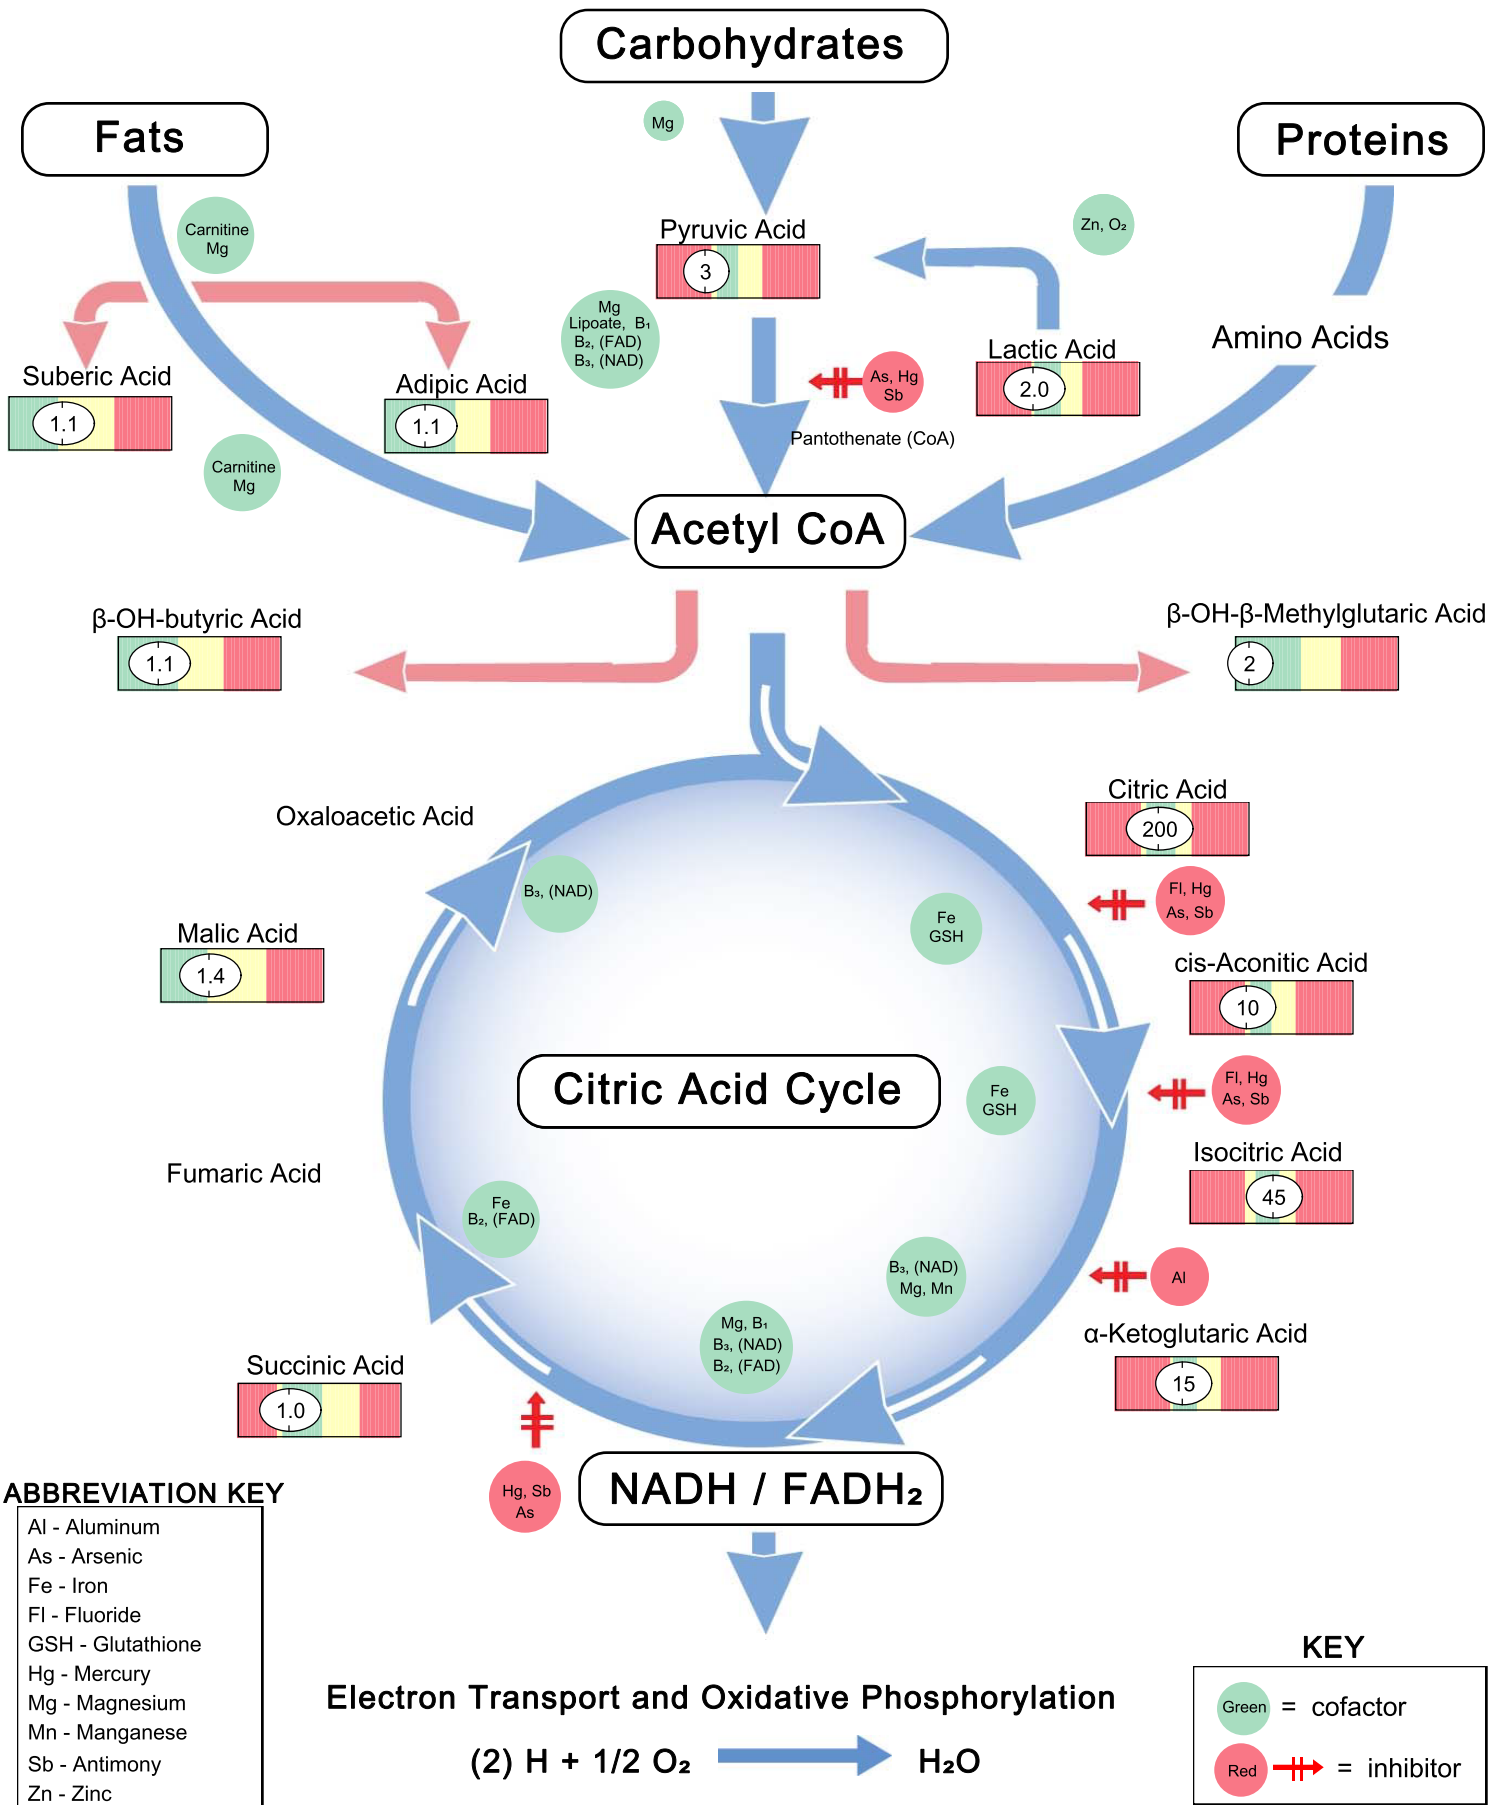 Carbohydrates
Fats
Proteins
Mg
Carnitine
Mg
Zn, O₂
Pyruvic Acid
3
Mg
Lipoate, B₁
B₂, (FAD)
B₃, (NAD)
Amino Acids
Lactic Acid
2.0
As, Hg
Sb
Suberic Acid
1.1
Adipic Acid
1.1
Pantothenate (CoA)
Carnitine
Mg
Acetyl CoA
β-OH-butyric Acid
1.1
β-OH-β-Methylglutaric Acid
2
Citric Acid
200
Oxaloacetic Acid
B₃, (NAD)
Fl, Hg
As, Sb
Fe
GSH
Malic Acid
1.4
cis-Aconitic Acid
10
Citric Acid Cycle
Fe
GSH
Fl, Hg
As, Sb
Isocitric Acid
45
Fumaric Acid
Fe
B₂, (FAD)
B₃, (NAD)
Mg, Mn
Al
Mg, B₁
B₃, (NAD)
B₂, (FAD)
α-Ketoglutaric Acid
15
Succinic Acid
1.0
Hg, Sb
As
NADH / FADH₂
ABBREVIATION KEY
Al - Aluminum
As - Arsenic
Fe - Iron
Fl - Fluoride
GSH - Glutathione
Hg - Mercury
Mg - Magnesium
Mn - Manganese
Sb - Antimony
Zn - Zinc
Electron Transport and Oxidative Phosphorylation
(2) H + 1/2 O₂ H₂O
KEY
Green = cofactor
Red = inhibitor